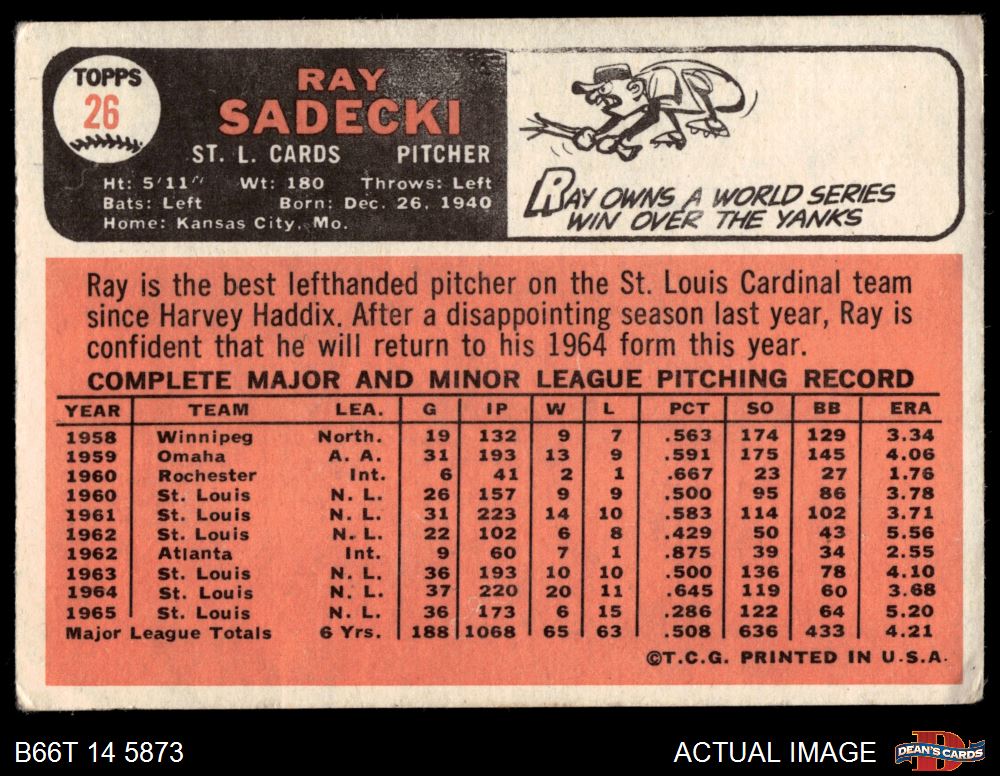 TOPPS
26
RAY
SADECKI
ST. L. CARDS PITCHER
Ht: 5'11" Wt: 180 Throws: Left
Bats: Left Born: Dec. 26, 1940
Home: Kansas City, Mo.
RAY OWNS A WORLD SERIES
WIN OVER THE YANKS
Ray is the best lefthanded pitcher on the St. Louis Cardinal team
since Harvey Haddix. After a disappointing season last year, Ray is
confident that he will return to his 1964 form this year.
COMPLETE MAJOR AND MINOR LEAGUE PITCHING RECORD
YEAR TEAM LEA. G IP W L PCT SO BB ERA
1958 Winnipeg North. 19 132 9 7 .563 174 129 3.34
1959 Omaha A. A. 31 193 13 9 .591 175 145 4.06
1960 Rochester Int. 6 41 2 1 .667 23 27 1.76
1960 St. Louis N. L. 26 157 9 9 .500 95 86 3.78
1961 St. Louis N. L. 31 223 14 10 .583 114 102 3.71
1962 St. Louis N. L. 22 102 6 8 .429 50 43 5.56
1962 Atlanta Int. 9 60 7 1 .875 39 34 2.55
1963 St. Louis N. L. 36 193 10 10 .500 136 78 4.10
1964 St. Louis N. L. 37 220 20 11 .645 119 60 3.68
1965 St. Louis N. L. 36 173 6 15 .286 122 64 5.20
Major League Totals 6 Yrs. 188 1068 65 63 .508 636 433 4.21
©T.C.G. PRINTED IN U.S.A.
B66T 14 5873 ACTUAL IMAGE DEAN'S CARDS